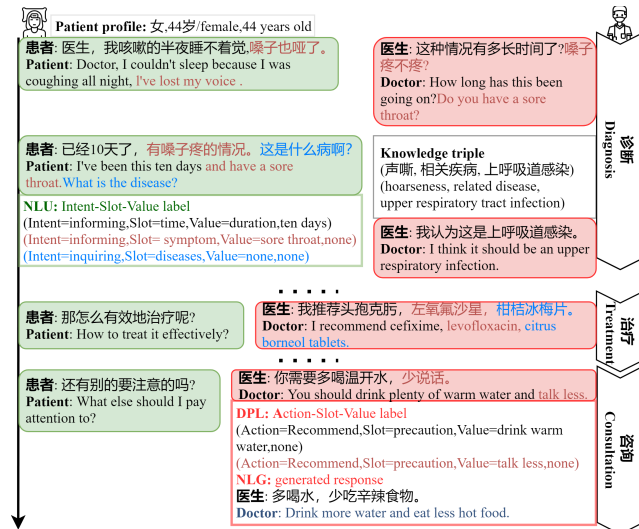 Patient profile: 女,44岁/female,44 years old
患者: 医生，我咳嗽的半夜睡不着觉,嗓子也哑了。
Patient: Doctor, I couldn't sleep because I was
coughing all night, I've lost my voice .
医生: 这种情况有多长时间了?嗓子
疼不疼?
Doctor: How long has this been
going on?Do you have a sore
throat?
诊断
Diagnosis
患者: 已经10天了，有嗓子疼的情况。这是什么病啊?
Patient: I've been this ten days and have a sore
throat.What is the disease?
NLU: Intent-Slot-Value label
(Intent=informing,Slot=time,Value=duration,ten days)
(Intent=informing,Slot= symptom,Value=sore throat,none)
(Intent=inquiring,Slot=diseases,Value=none,none)
Knowledge triple
(声嘶, 相关疾病, 上呼吸道感染)
(hoarseness, related disease,
upper respiratory tract infection)
医生: 我认为这是上呼吸道感染。
Doctor: I think it should be an upper
respiratory infection.
患者: 那怎么有效地治疗呢?
Patient: How to treat it effectively?
医生: 我推荐头孢克肟，左氧氟沙星，柑桔冰梅片。
Doctor: I recommend cefixime, levofloxacin, citrus
borneol tablets.
治疗
Treatment
患者: 还有别的要注意的吗?
Patient: What else should I pay
attention to?
医生: 你需要多喝温开水，少说话。
Doctor: You should drink plenty of warm water and talk less.
DPL: Action-Slot-Value label
(Action=Recommend,Slot=precaution,Value=drink warm
water,none)
(Action=Recommend,Slot=precaution,Value=talk less,none)
NLG: generated response
医生: 多喝水，少吃辛辣食物。
Doctor: Drink more water and eat less hot food.
咨询
Consultation